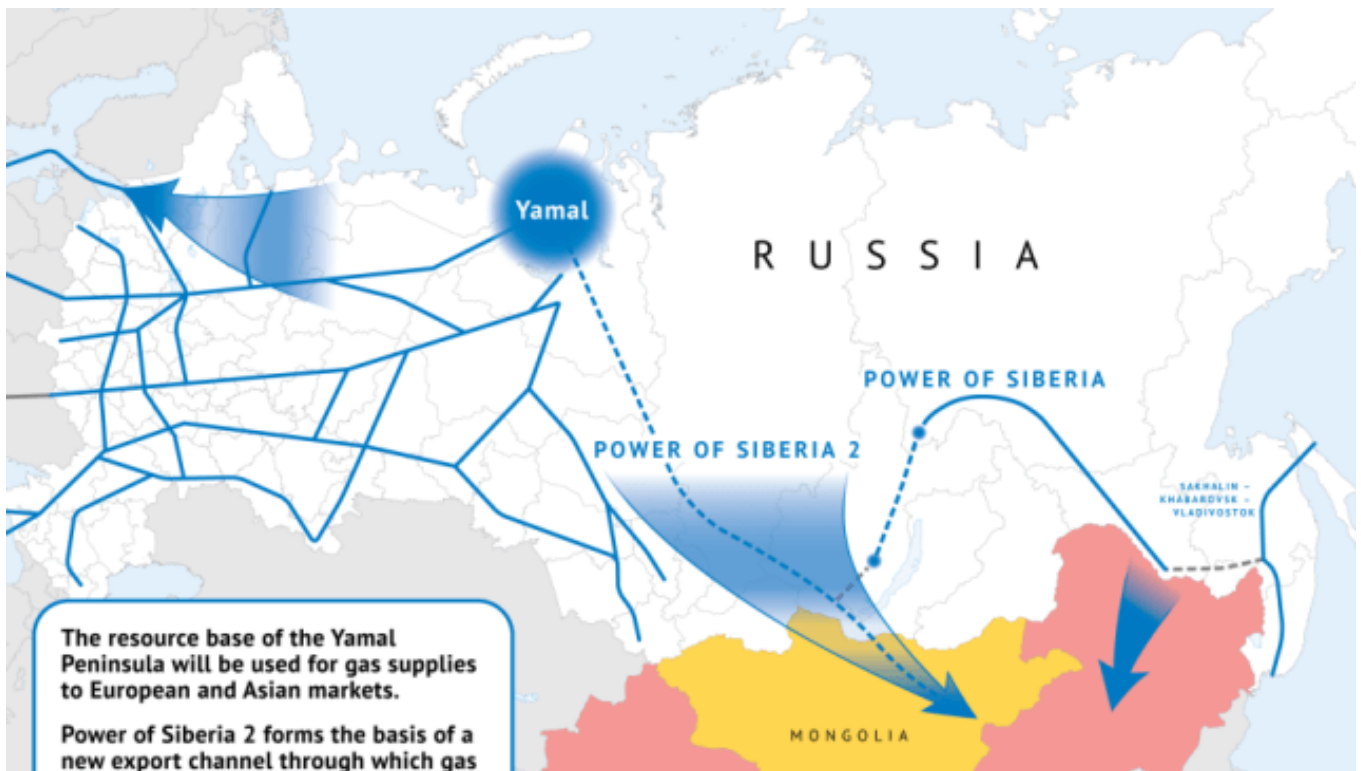 Yamal
RUSSIA
POWER OF SIBERIA
POWER OF SIBERIA 2
SAKHALIN –
KHABAROVSK –
VLADIVOSTOK
MONGOLIA
The resource base of the Yamal
Peninsula will be used for gas supplies
to European and Asian markets.
Power of Siberia 2 forms the basis of a
new export channel through which gas